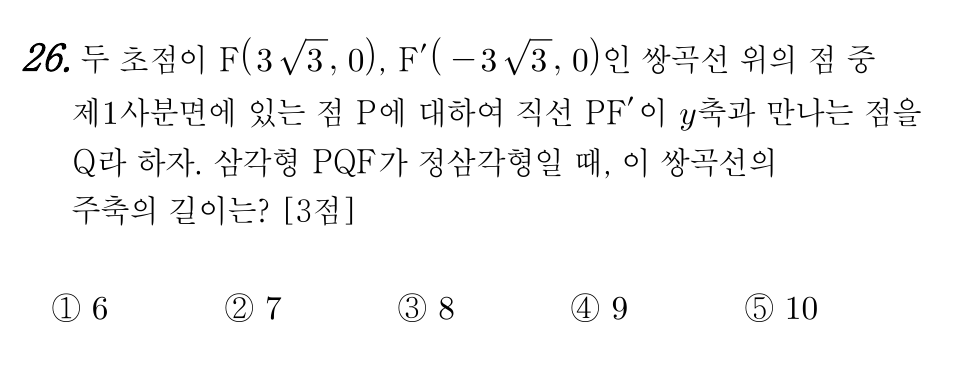 26. 두 초점이 F(3√3, 0), F′(−3√3, 0)인 쌍곡선 위의 점 중
제1사분면에 있는 점 P에 대하여 직선 PF′이 y축과 만나는 점을
Q라 하자. 삼각형 PQF가 정삼각형일 때, 이 쌍곡선의
주축의 길이는? [3점]
① 6 ② 7 ③ 8 ④ 9 ⑤ 10